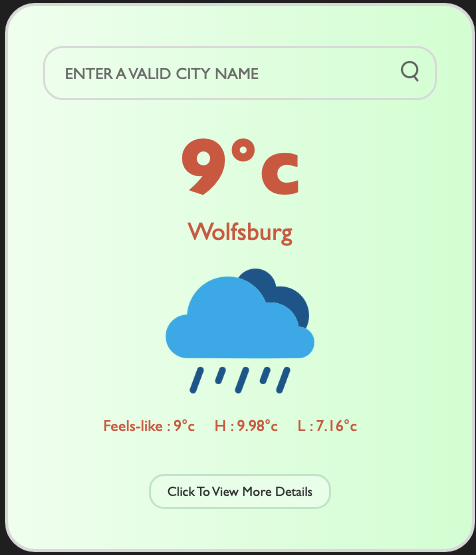 ENTER A VALID CITY NAME
9°c
Wolfsburg
Feels-like : 9°c H : 9.98°c L : 7.16°c
Click To View More Details